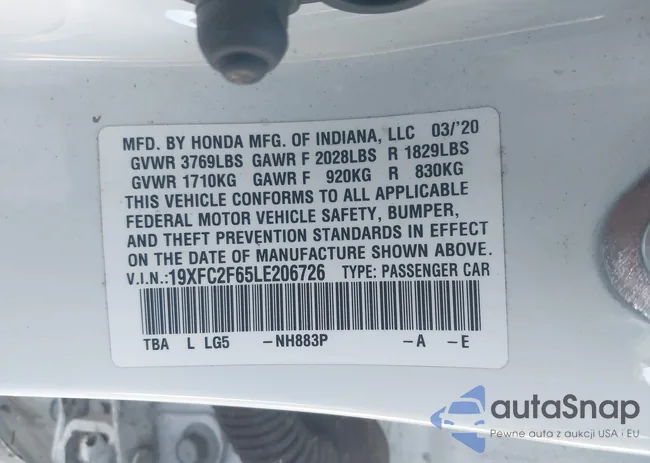 MFD. BY HONDA MFG. OF INDIANA, LLC 03/'20
GVWR 3769LBS GAWR F 2028LBS R 1829LBS
GVWR 1710KG GAWR F 920KG R 830KG
THIS VEHICLE CONFORMS TO ALL APPLICABLE
FEDERAL MOTOR VEHICLE SAFETY, BUMPER,
AND THEFT PREVENTION STANDARDS IN EFFECT
ON THE DATE OF MANUFACTURE SHOWN ABOVE.
V.I.N.:19XFC2F65LE206726 TYPE: PASSENGER CAR
TBA L LG5 -NH883P -A -E
autaSnap
Pewne auta z aukcji USA i EU